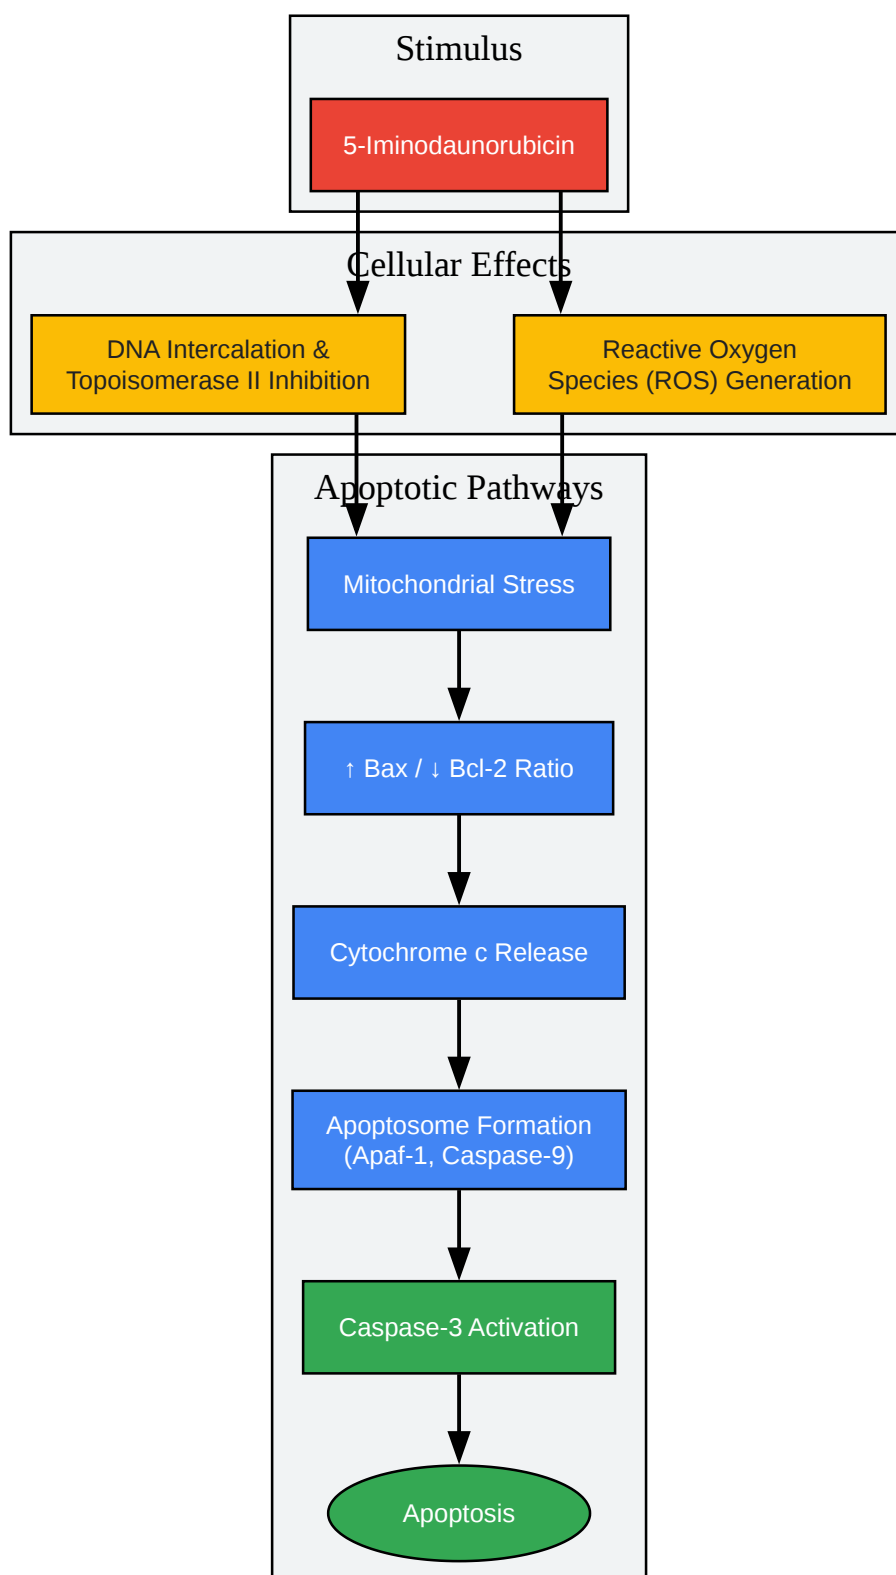 Stimulus
5-Iminodaunorubicin
Cellular Effects
DNA Intercalation &
Topoisomerase II Inhibition
Reactive Oxygen
Species (ROS) Generation
Apoptotic Pathways
Mitochondrial Stress
↑ Bax / ↓ Bcl-2 Ratio
Cytochrome c Release
Apoptosome Formation
(Apaf-1, Caspase-9)
Caspase-3 Activation
Apoptosis